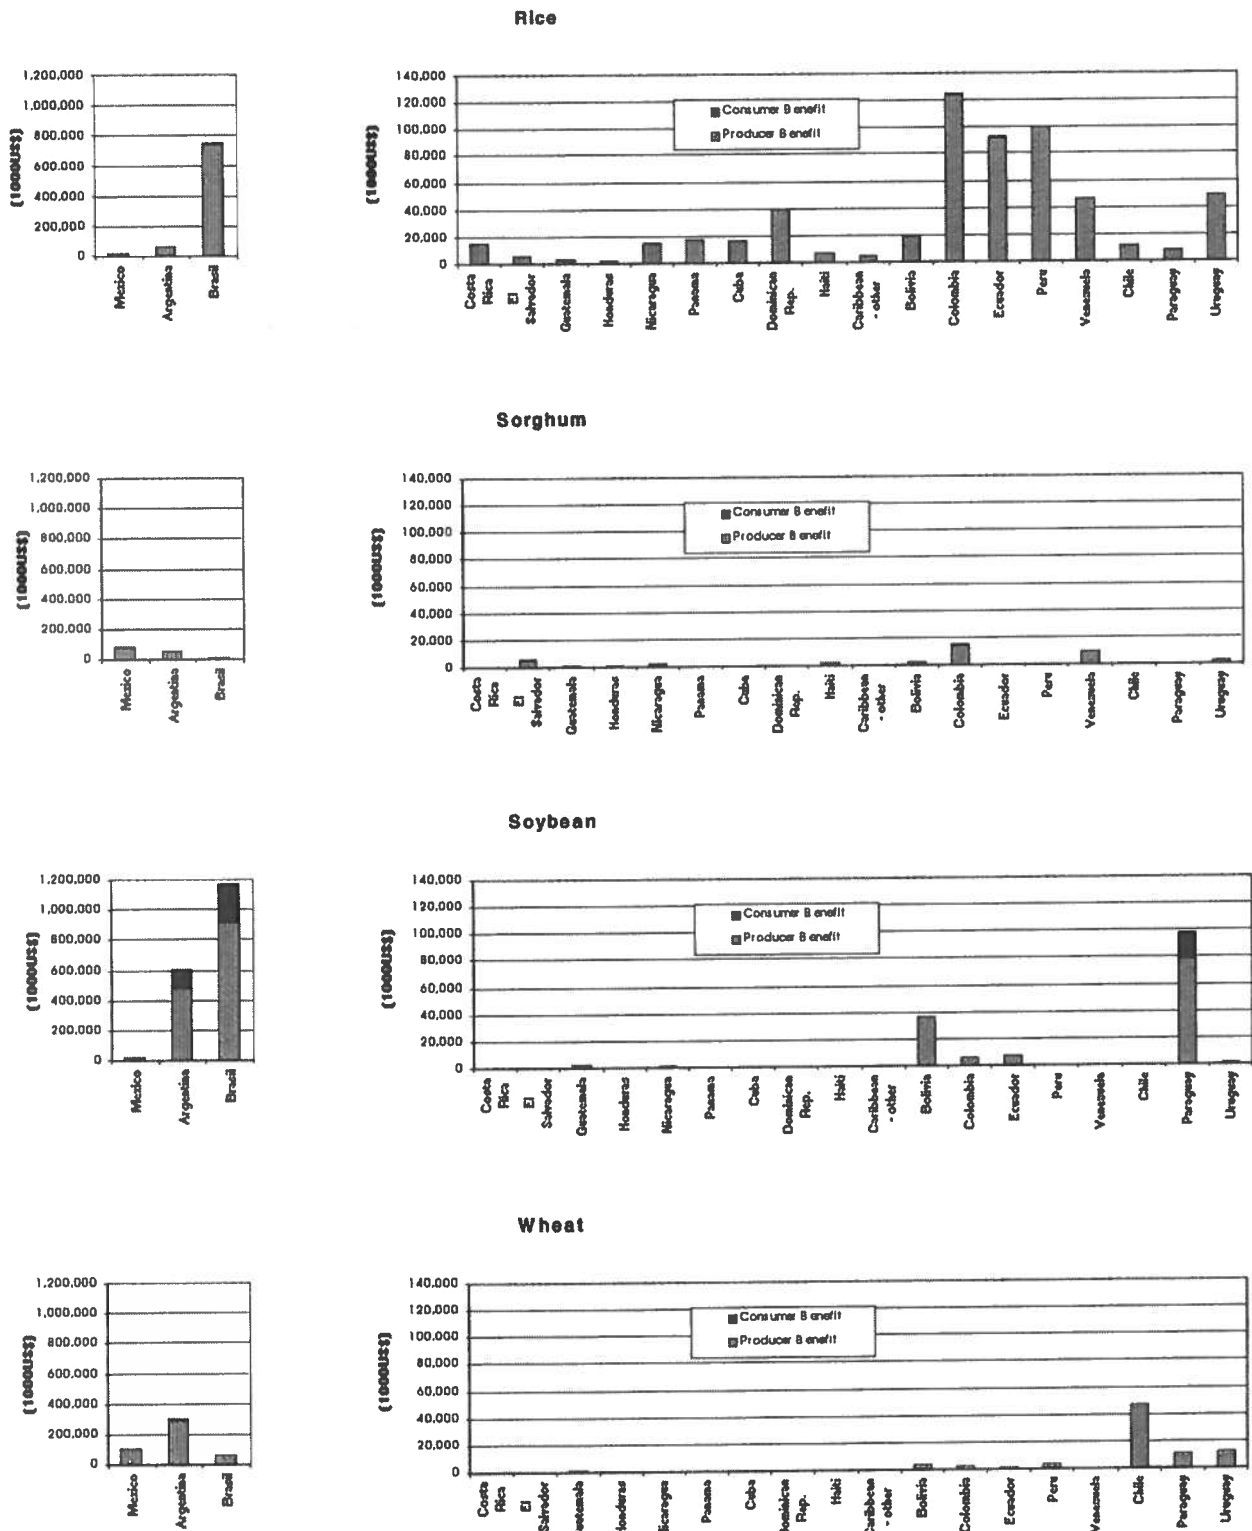 Rice
1,200,000
1,000,000
800,000
600,000
400,000
200,000
0
(1000US$)
Mexico
Argentina
Brasil
140,000
120,000
100,000
80,000
60,000
40,000
20,000
0
(1000US$)
Consumer Benefit
Producer Benefit
Costa Rica
El Salvador
Guatemala
Honduras
Nicaragua
Panama
Cuba
Dominican Rep.
Haiti
Caribbean - other
Bolivia
Colombia
Ecuador
Peru
Venezuela
Chile
Paraguay
Uruguay
Sorghum
1,200,000
1,000,000
800,000
600,000
400,000
200,000
0
(1000US$)
Mexico
Argentina
Brasil
140,000
120,000
100,000
80,000
60,000
40,000
20,000
0
(1000US$)
Consumer Benefit
Producer Benefit
Costa Rica
El Salvador
Guatemala
Honduras
Nicaragua
Panama
Cuba
Dominican Rep.
Haiti
Caribbean - other
Bolivia
Colombia
Ecuador
Peru
Venezuela
Chile
Paraguay
Uruguay
Soybean
1,200,000
1,000,000
800,000
600,000
400,000
200,000
0
(1000US$)
Mexico
Argentina
Brasil
140,000
120,000
100,000
80,000
60,000
40,000
20,000
0
(1000US$)
Consumer Benefit
Producer Benefit
Costa Rica
El Salvador
Guatemala
Honduras
Nicaragua
Panama
Cuba
Dominican Rep.
Haiti
Caribbean - other
Bolivia
Colombia
Ecuador
Peru
Venezuela
Chile
Paraguay
Uruguay
Wheat
1,200,000
1,000,000
800,000
600,000
400,000
200,000
0
(1000US$)
Mexico
Argentina
Brasil
140,000
120,000
100,000
80,000
60,000
40,000
20,000
0
(1000US$)
Consumer Benefit
Producer Benefit
Costa Rica
El Salvador
Guatemala
Honduras
Nicaragua
Panama
Cuba
Dominican Rep.
Haiti
Caribbean - other
Bolivia
Colombia
Ecuador
Peru
Venezuela
Chile
Paraguay
Uruguay